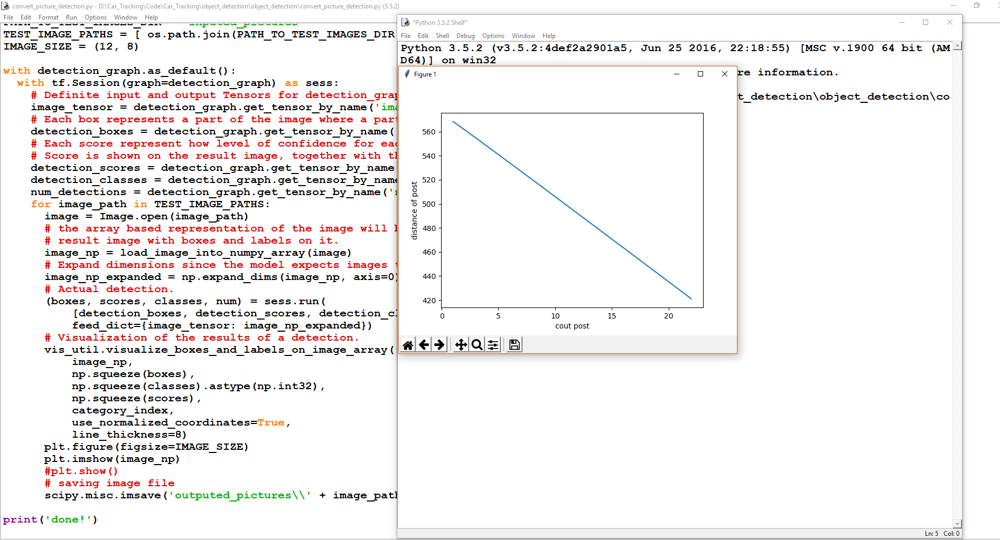 convert_picture_detection.py - D:\Car_Tracking\Code\Car_Tracking\object_detection\object_detection\convert_picture_detection.py (3.5.2)
File Edit Format Run Options Window Help
TEST_IMAGE_PATHS = [ os.path.join(PATH_TO_TEST_IMAGES_DIR
IMAGE_SIZE = (12, 8)
with detection_graph.as_default():
with tf.Session(graph=detection_graph) as sess:
# Definite input and output Tensors for detection_gra
image_tensor = detection_graph.get_tensor_by_name('ima
# Each box represents a part of the image where a par
detection_boxes = detection_graph.get_tensor_by_name(
# Each score represent how level of confidence for eac
# Score is shown on the result image, together with th
detection_scores = detection_graph.get_tensor_by_name
detection_classes = detection_graph.get_tensor_by_name
num_detections = detection_graph.get_tensor_by_name('
for image_path in TEST_IMAGE_PATHS:
image = Image.open(image_path)
# the array based representation of the image will
# result image with boxes and labels on it.
image_np = load_image_into_numpy_array(image)
# Expand dimensions since the model expects images
image_np_expanded = np.expand_dims(image_np, axis=0)
# Actual detection.
(boxes, scores, classes, num) = sess.run(
[detection_boxes, detection_scores, detection_cl
feed_dict={image_tensor: image_np_expanded})
# Visualization of the results of a detection.
vis_util.visualize_boxes_and_labels_on_image_array(
image_np,
np.squeeze(boxes),
np.squeeze(classes).astype(np.int32),
np.squeeze(scores),
category_index,
use_normalized_coordinates=True,
line_thickness=8)
plt.figure(figsize=IMAGE_SIZE)
plt.imshow(image_np)
#plt.show()
# saving image file
scipy.misc.imsave('outputed_pictures\\' + image_path
print('done!')
*Python 3.5.2 Shell*
File Edit Shell Debug Options Window Help
Python 3.5.2 (v3.5.2:4def2a2901a5, Jun 25 2016, 22:18:55) [MSC v.1900 64 bit (AM
D64)] on win32
re information.
t_detection\object_detection\co
Figure 1
distance of post
560
540
520
500
480
460
440
420
0 5 10 15 20
cout post
Ln: 5 Col: 0